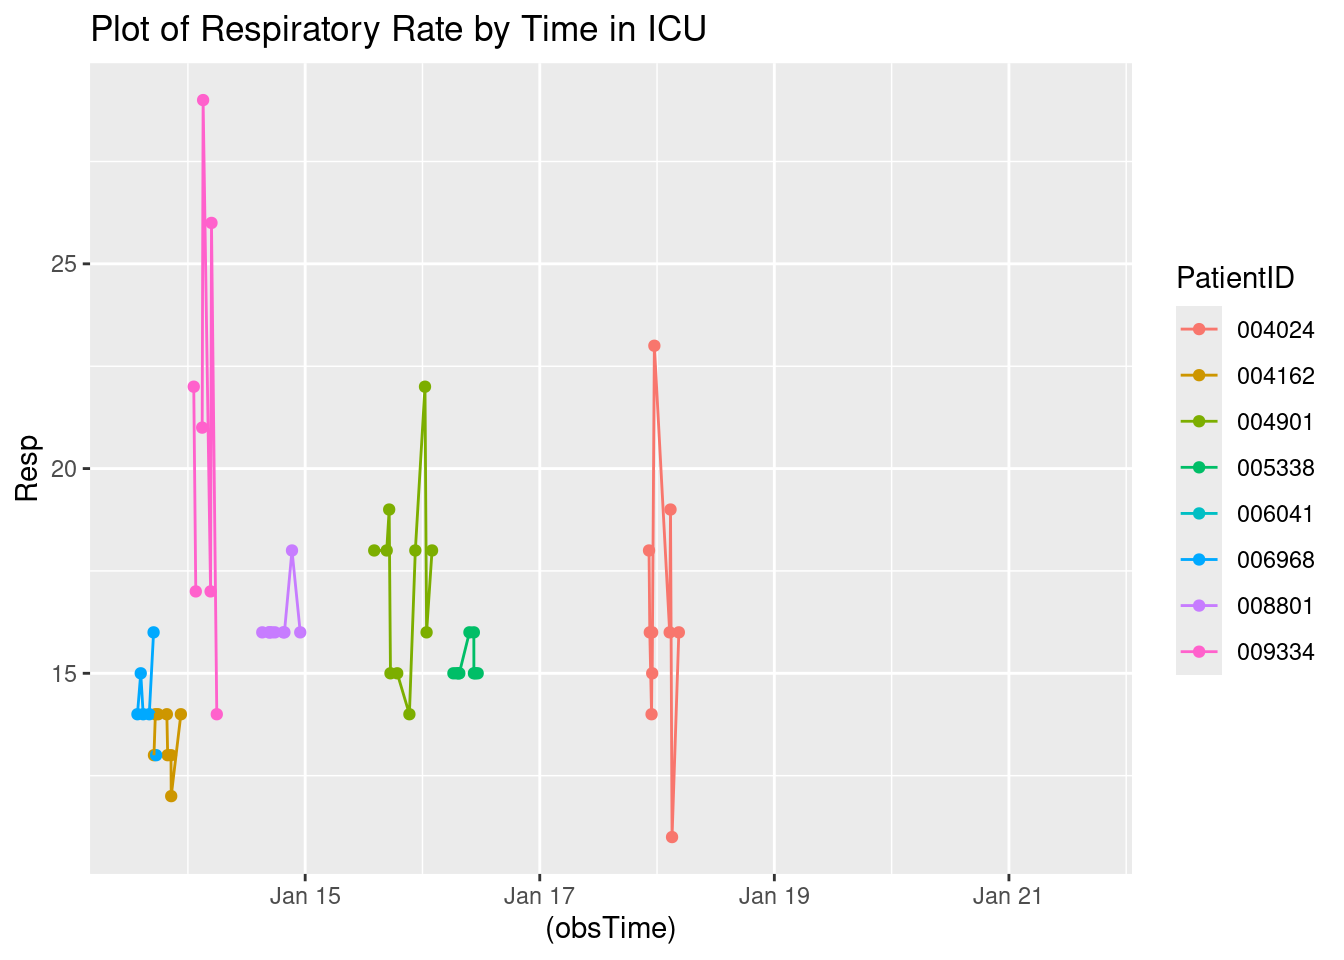 Plot of Respiratory Rate by Time in ICU
Resp
25
20
15
Jan 15
Jan 17
Jan 19
Jan 21
(obsTime)
PatientID
004024
004162
004901
005338
006041
006968
008801
009334